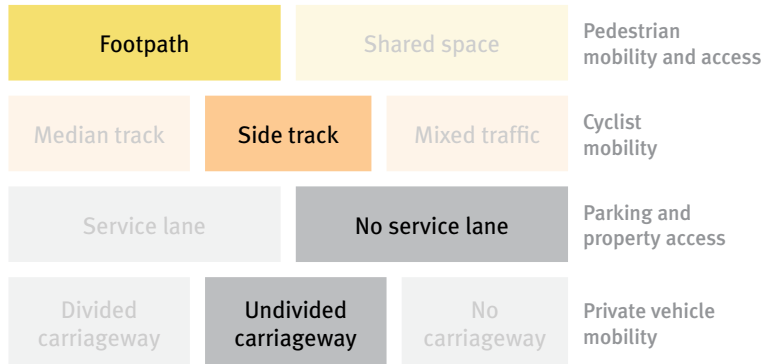 Footpath
Shared space
Pedestrian
mobility and access
Median track
Side track
Mixed traffic
Cyclist
mobility
Service lane
No service lane
Parking and
property access
Divided
carriageway
Undivided
carriageway
No
carriageway
Private vehicle
mobility